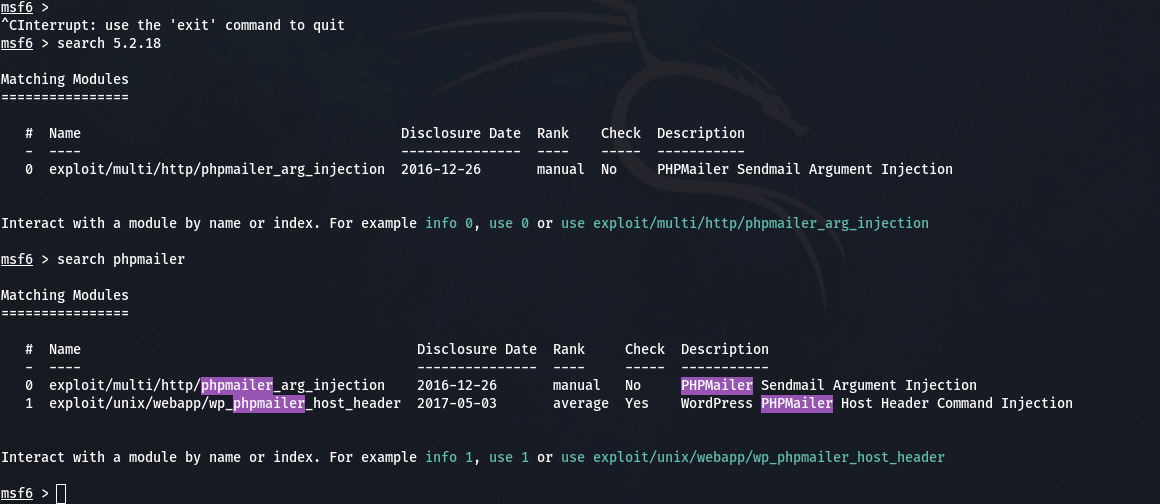 msf6 >
^CInterrupt: use the 'exit' command to quit
msf6 > search 5.2.18
Matching Modules
================
#  Name                                         Disclosure Date  Rank    Check  Description
-  ----                                         ---------------  ----    -----  -----------
0  exploit/multi/http/phpmailer_arg_injection  2016-12-26       manual  No     PHPMailer Sendmail Argument Injection
Interact with a module by name or index. For example info 0, use 0 or use exploit/multi/http/phpmailer_arg_injection
msf6 > search phpmailer
Matching Modules
================
#  Name                                           Disclosure Date  Rank     Check  Description
-  ----                                           ---------------  ----     -----  -----------
0  exploit/multi/http/phpmailer_arg_injection    2016-12-26       manual   No     PHPMailer Sendmail Argument Injection
1  exploit/unix/webapp/wp_phpmailer_host_header  2017-05-03       average  Yes    WordPress PHPMailer Host Header Command Injection
Interact with a module by name or index. For example info 1, use 1 or use exploit/unix/webapp/wp_phpmailer_host_header
msf6 >